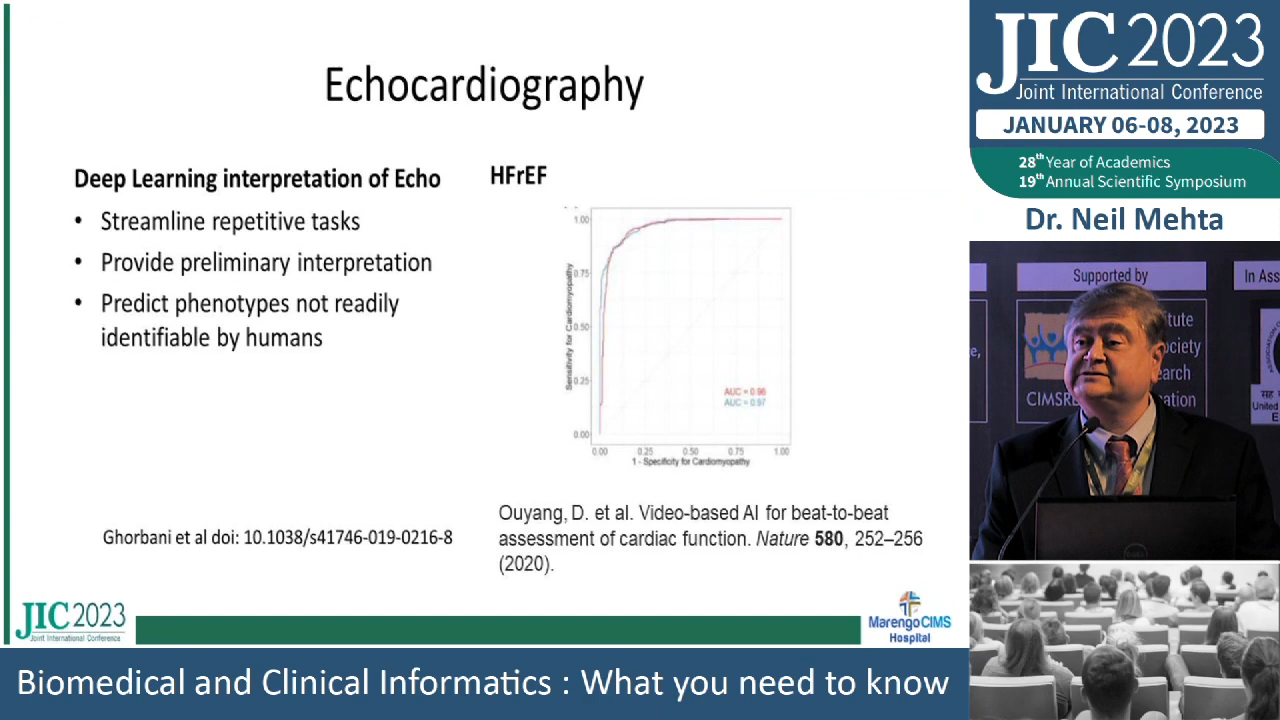 Echocardiography
Deep Learning interpretation of Echo
• Streamline repetitive tasks
• Provide preliminary interpretation
• Predict phenotypes not readily
identifiable by humans
Ghorbani et al doi: 10.1038/s41746-019-0216-8
HFrEF
Sensitivity for Cardiomyopathy
1.00
0.75
0.50
0.25
0.00
AUC = 0.96
AUC = 0.97
0.00 0.25 0.50 0.75 1.00
1 - Specificity for Cardiomyopathy
Ouyang, D. et al. Video-based AI for beat-to-beat
assessment of cardiac function. Nature 580, 252–256
(2020).
JIC 2023
Joint International Conference
MarengoCIMS
Hospital
Biomedical and Clinical Informatics : What you need to know
JIC 2023
Joint International Conference
JANUARY 06-08, 2023
28th Year of Academics
19th Annual Scientific Symposium
Dr. Neil Mehta
Supported by
In Ass
CIMSRE
United